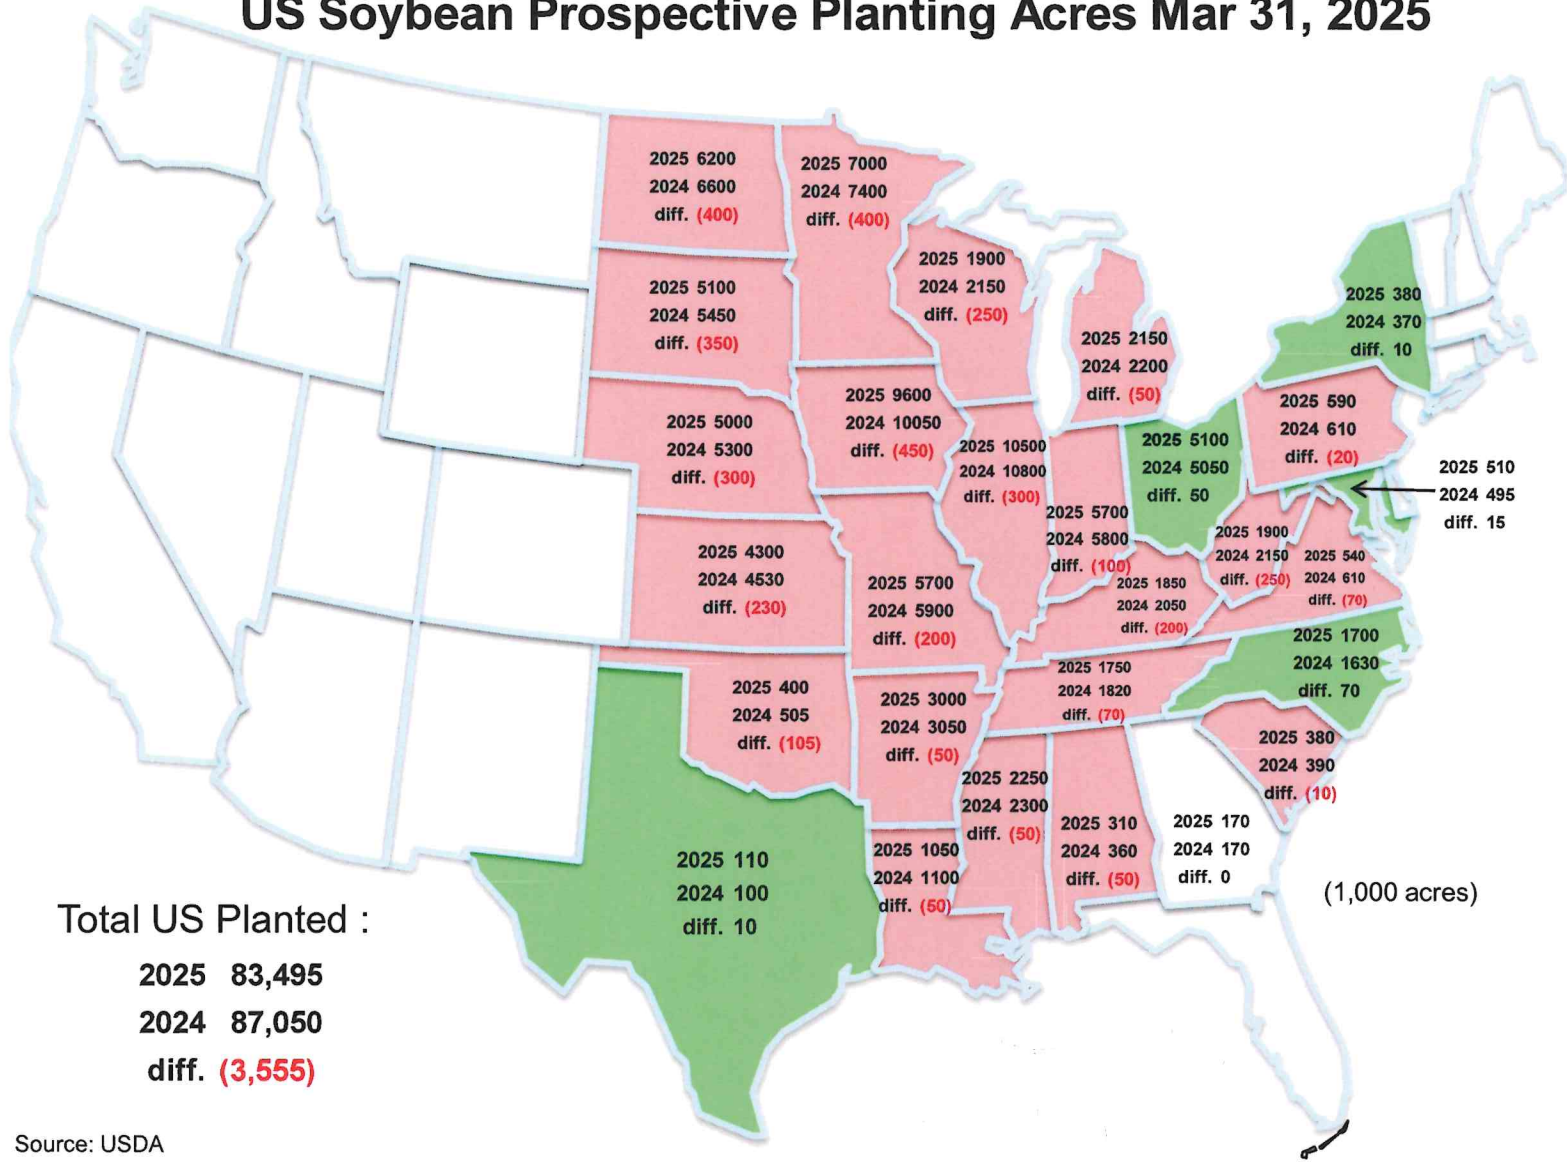 US Soybean Prospective Planting Acres Mar 31, 2025
2025 6200
2024 6600
diff. (400)
2025 7000
2024 7400
diff. (400)
2025 1900
2024 2150
diff. (250)
2025 5100
2024 5450
diff. (350)
2025 2150
2024 2200
diff. (50)
2025 380
2024 370
diff. 10
2025 5000
2024 5300
diff. (300)
2025 9600
2024 10050
diff. (450)
2025 10500
2024 10800
diff. (300)
2025 5700
2024 5800
diff. (100)
2025 5100
2024 5050
diff. 50
2025 590
2024 610
diff. (20)
2025 510
2024 495
diff. 15
2025 4300
2024 4530
diff. (230)
2025 5700
2024 5900
diff. (200)
2025 1850
2024 2050
diff. (200)
2025 1900
2024 2150
diff. (250)
2025 540
2024 610
diff. (70)
2025 1700
2024 1630
diff. 70
2025 400
2024 505
diff. (105)
2025 3000
2024 3050
diff. (50)
2025 1750
2024 1820
diff. (70)
2025 380
2024 390
diff. (10)
2025 110
2024 100
diff. 10
2025 1050
2024 1100
diff. (50)
2025 2250
2024 2300
diff. (50)
2025 310
2024 360
diff. (50)
2025 170
2024 170
diff. 0
(1,000 acres)
Total US Planted :
2025 83,495
2024 87,050
diff. (3,555)
Source: USDA